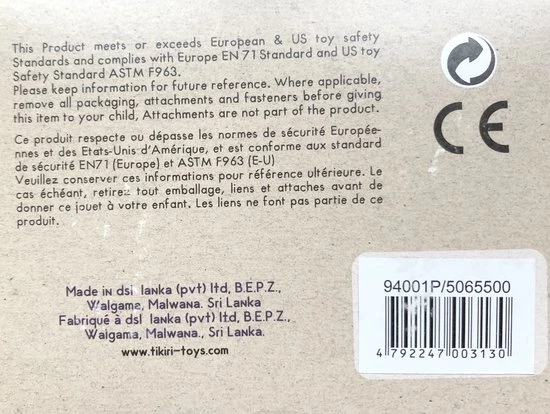 This Product meets or exceeds European & US toy safety
Standards and complies with Europe EN 71 Standard and US toy
Safety Standard ASTM F963.
Please keep information for future reference. Where applicable,
remove all packaging, attachments and fasteners before giving
this item to your child, Attachments are not part of the product.
Ce produit respecte ou dépasse les normes de sécurité Européen-
nes et des Etats-Unis d'Amérique, et est conforme aux standard
de sécurité EN71 (Europe) et ASTM F963 (E-U)
Veuillez conserver ces informations pour référence ultérieure. Le
cas échéant, retirez tout emballage, liens et attaches avant de
donner ce jouet à votre enfant. Les liens ne font pas partie de ce
produit.
CE
Made in dsi lanka (pvt) ltd, B.E.P.Z.,
Walgama, Malwana. Sri Lanka
Fabriqué à dsi lanka (pvt) ltd, B.E.P.Z.,
Walgama, Malwana., Sri Lanka.
www.tikiri-toys.com
94001P/5065500
4 792247 003130